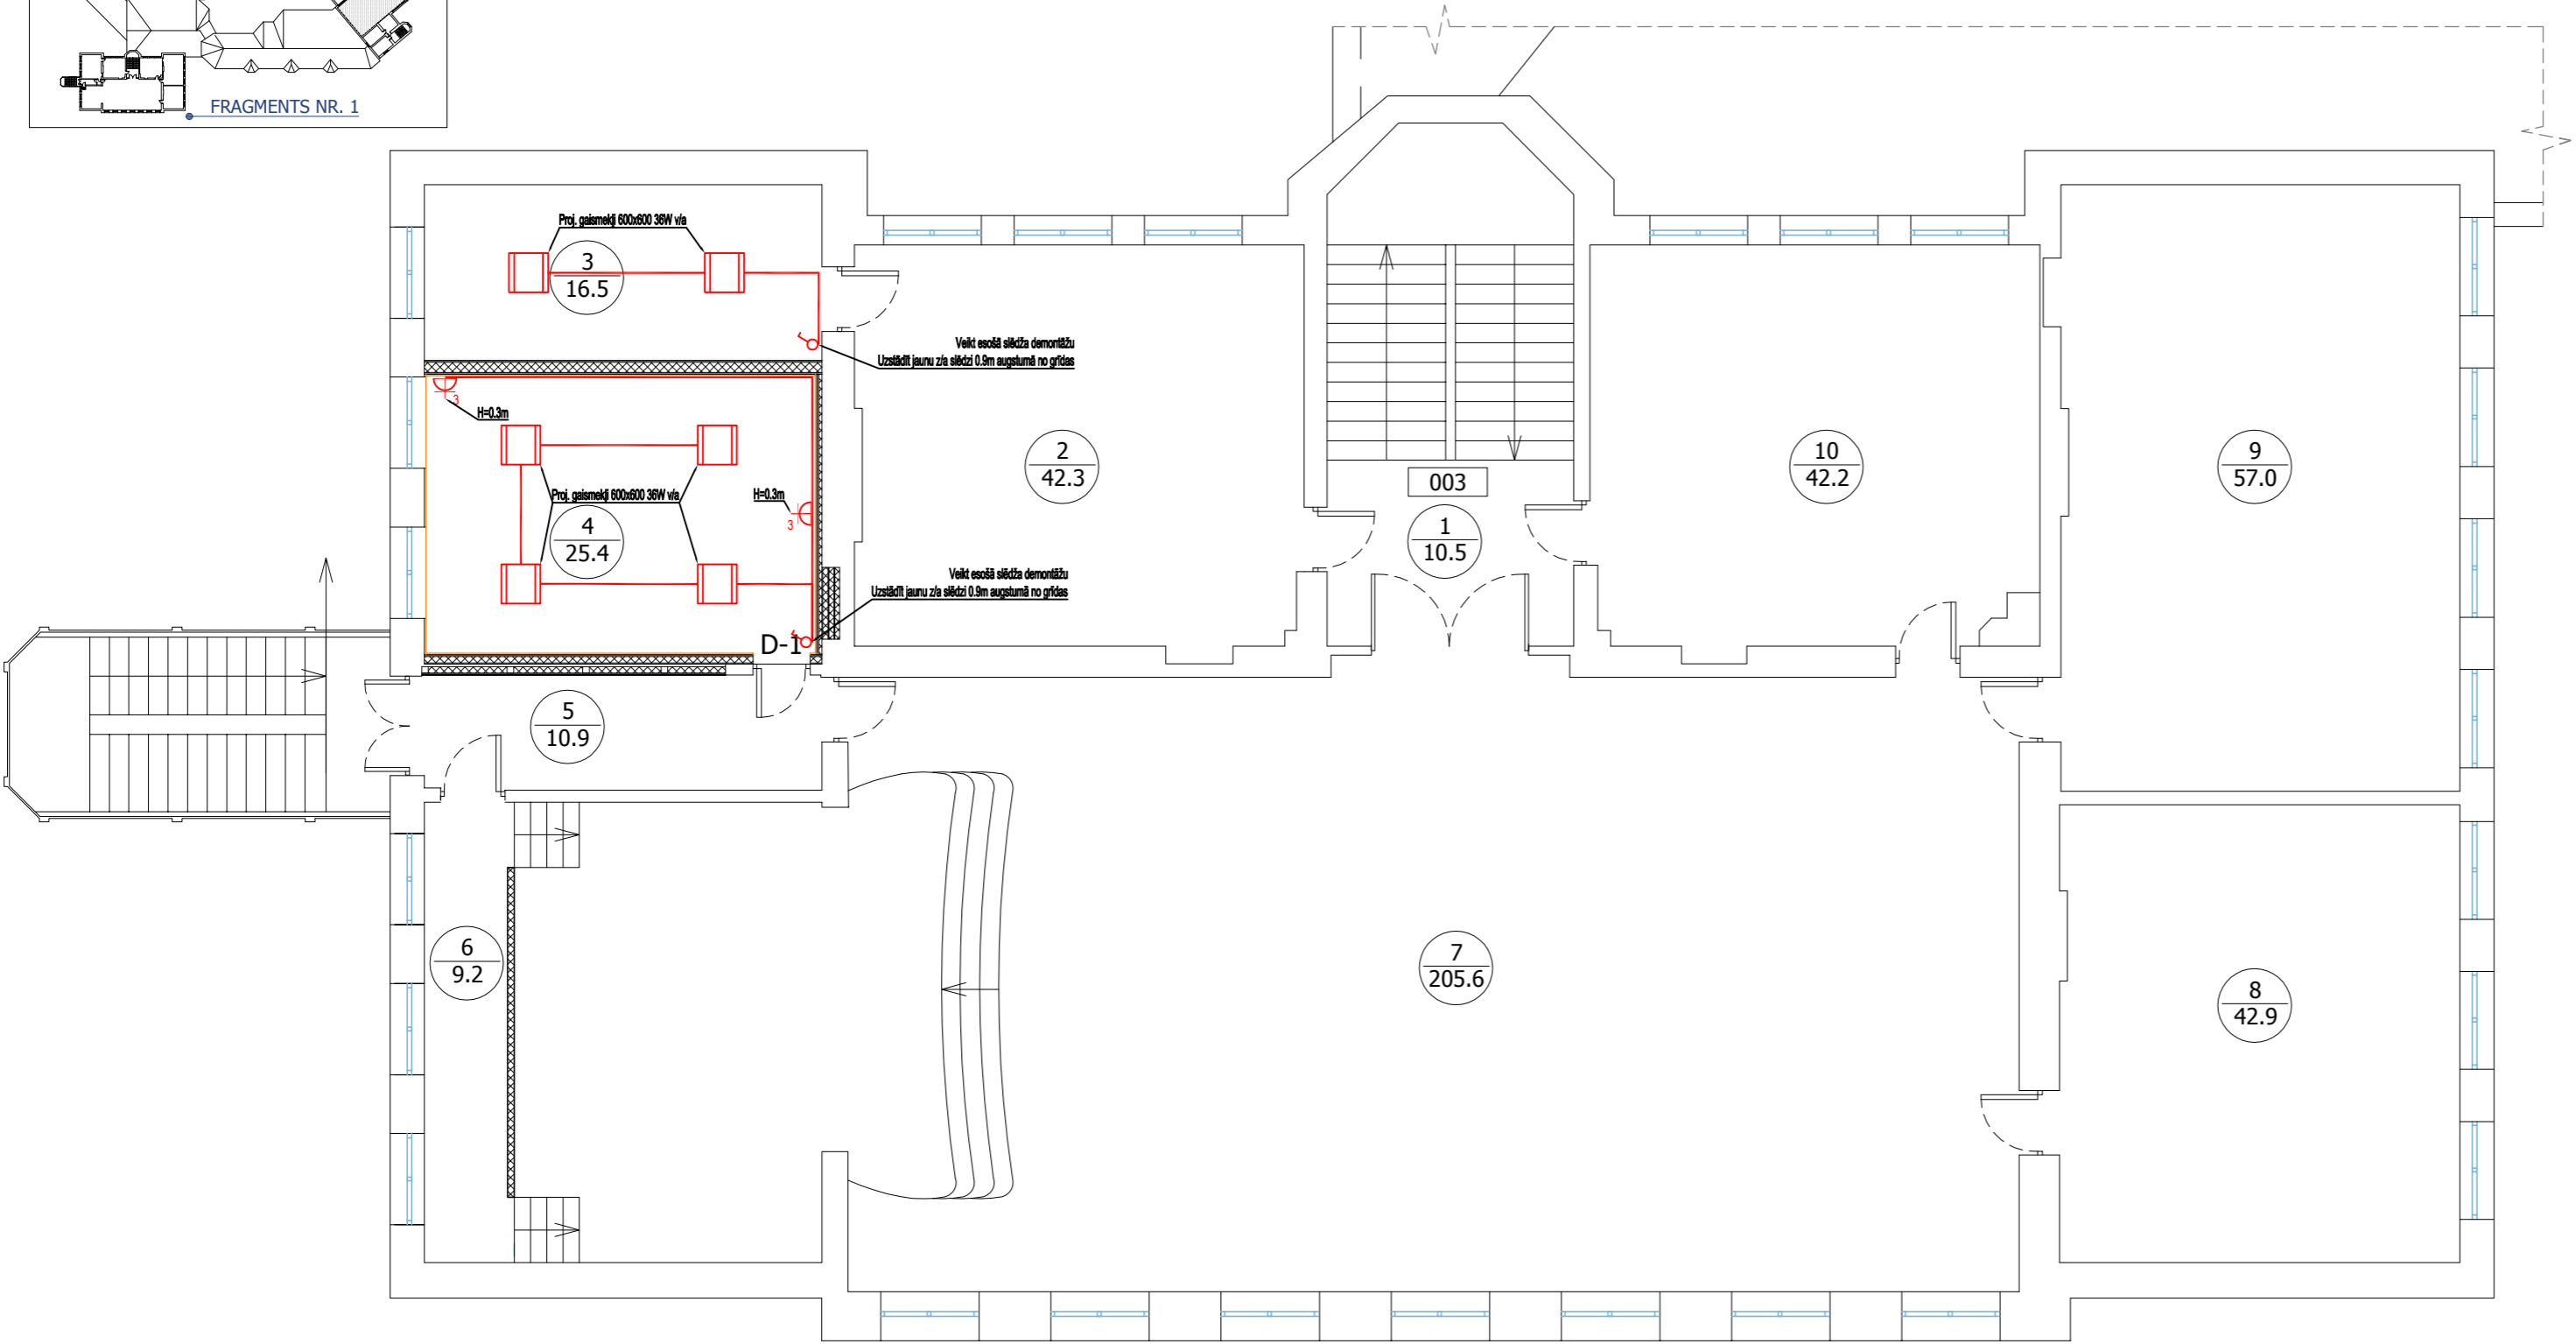 FRAGMENTS NR. 1
Proj. gaismekļi 600x600 36W v/a
3
16.5
Veikt esošā slēdža demontāžu
Uzstādīt jaunu z/a slēdzi 0.9m augstumā no grīdas
3
H=0.3m
Proj. gaismekļi 600x600 36W v/a
H=0.3m
3
4
25.4
2
42.3
003
1
10.5
10
42.2
9
57.0
Veikt esošā slēdža demontāžu
Uzstādīt jaunu z/a slēdzi 0.9m augstumā no grīdas
D-1
5
10.9
6
9.2
7
205.6
8
42.9